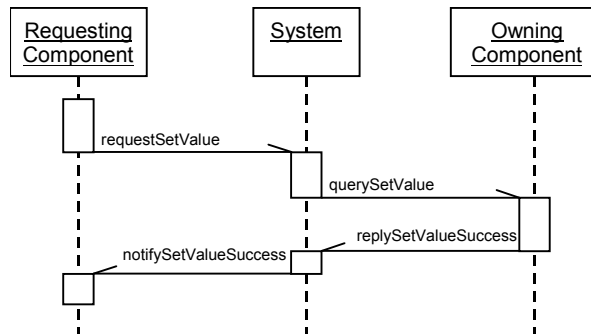 Requesting
Component
System
Owning
Component
requestSetValue
querySetValue
replySetValueSuccess
notifySetValueSuccess